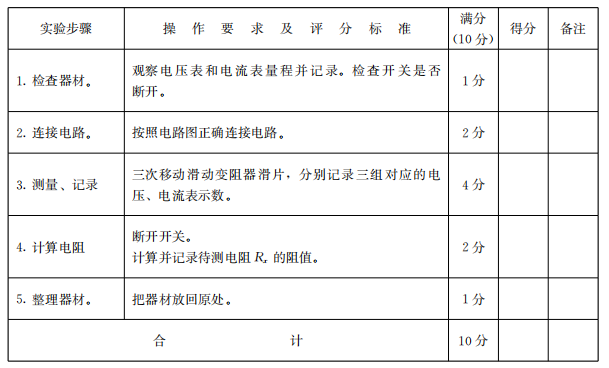 实验步骤 操作要求及评分标准 满分 得分 备注
(10分)
1. 检查器材。 观察电压表和电流表量程并记录。检查开关是否 1分
断开。
2. 连接电路。 按照电路图正确连接电路。 2分
3. 测量、记录 三次移动滑动变阻器滑片，分别记录三组对应的电 4分
压、电流表示数。
4. 计算电阻 断开开关。 2分
计算并记录待测电阻 Rx 的阻值。
5. 整理器材。 把器材放回原处。 1分
合计 10分